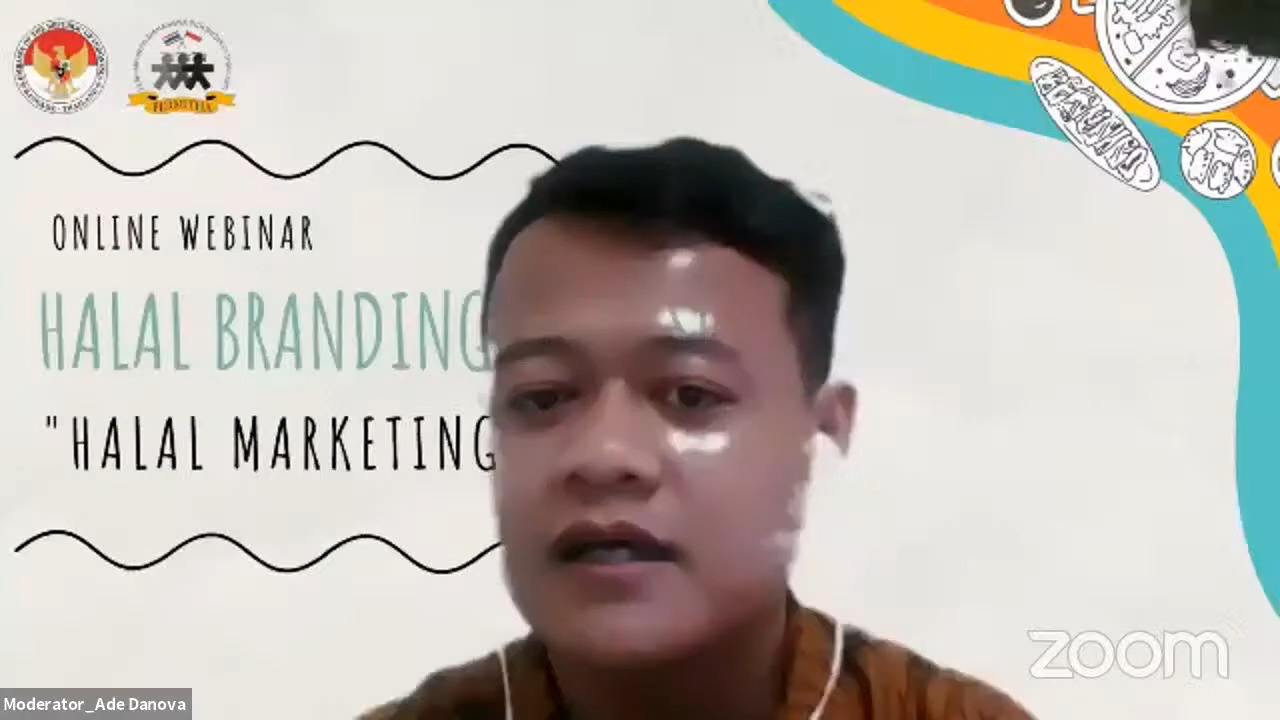 ONLINE WEBINAR
HALAL BRANDING
"HALAL MARKETING
zoom
Moderator_Ade Danova